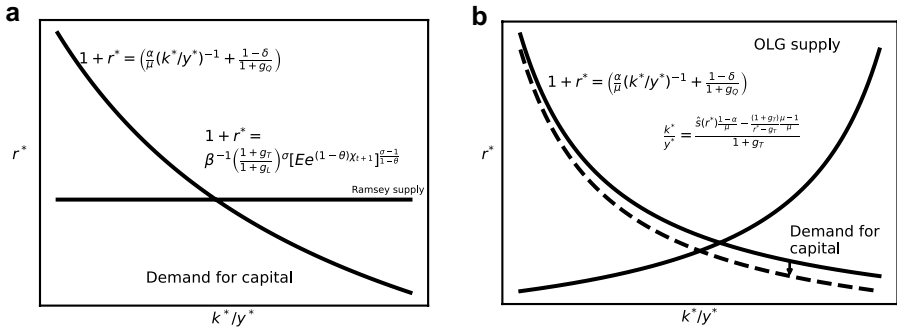 a
1 + r* = (α/μ (k*/y*)⁻¹ + (1−δ)/(1+g_Q))
1 + r* =
β⁻¹((1+g_T)/(1+g_L))^σ [Ee^((1−θ)χ_{t+1})]^((σ−1)/(1−θ))
r*
Ramsey supply
Demand for capital
k*/y*
b
OLG supply
1 + r* = (α/μ (k*/y*)⁻¹ + (1−δ)/(1+g_Q))
k*/y* = (ŝ(r*) (1−α)/μ − (1+g_T)/(r*−g_T) (μ−1)/μ)/(1+g_T)
r*
Demand for
capital
k*/y*